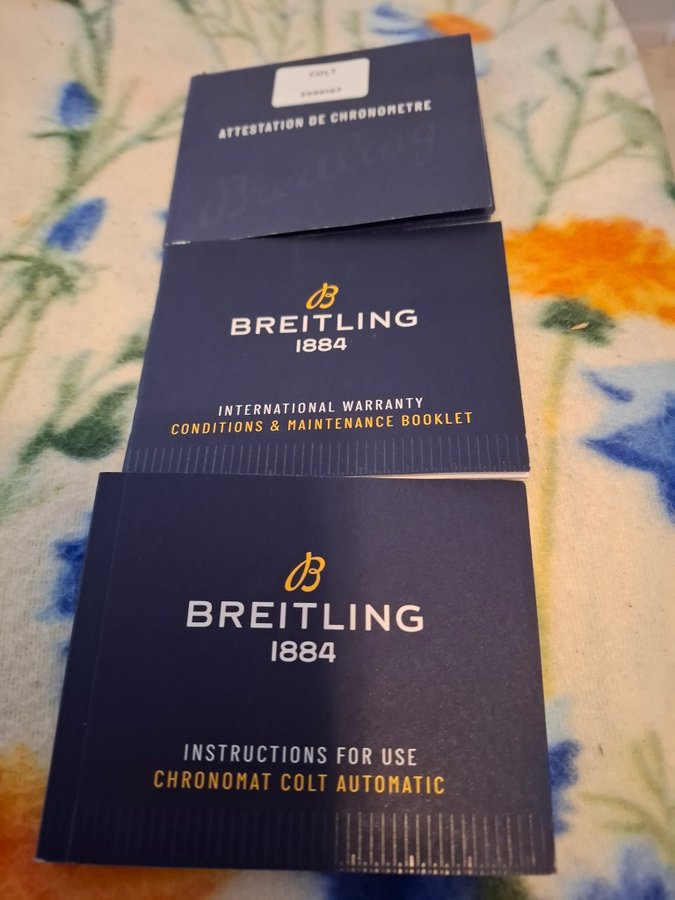 COLT
ATTESTATION DE CHRONOMETRE
Breitling
B
BREITLING
1884
INTERNATIONAL WARRANTY
CONDITIONS & MAINTENANCE BOOKLET
B
BREITLING
1884
INSTRUCTIONS FOR USE
CHRONOMAT COLT AUTOMATIC